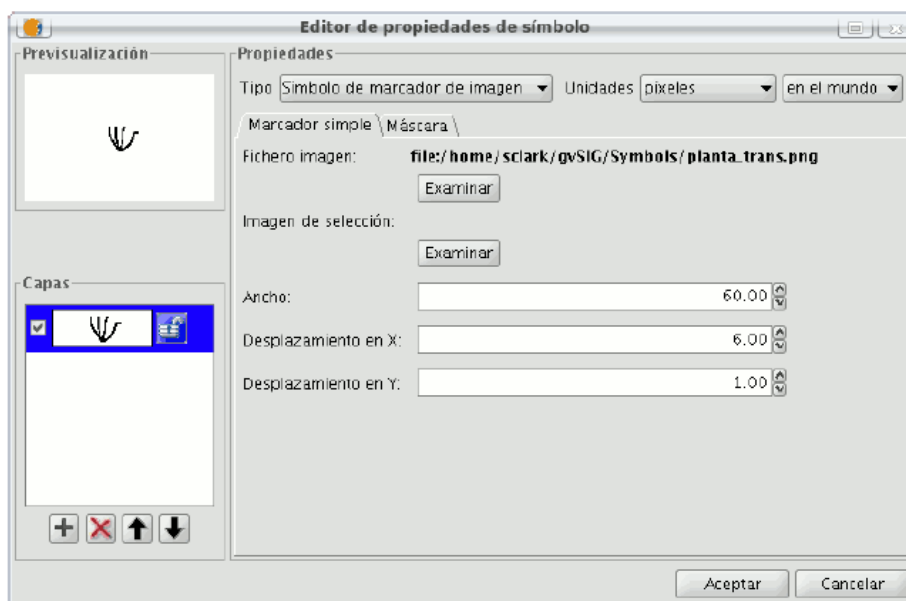 Editor de propiedades de símbolo
Previsualización
Propiedades
Tipo Símbolo de marcador de imagen Unidades píxeles en el mundo
Marcador simple Máscara
Fichero imagen: file:/home/sclark/gvSIG/Symbols/planta_trans.png
Examinar
Imagen de selección:
Examinar
Capas
Ancho: 60.00
Desplazamiento en X: 6.00
Desplazamiento en Y: 1.00
Aceptar Cancelar